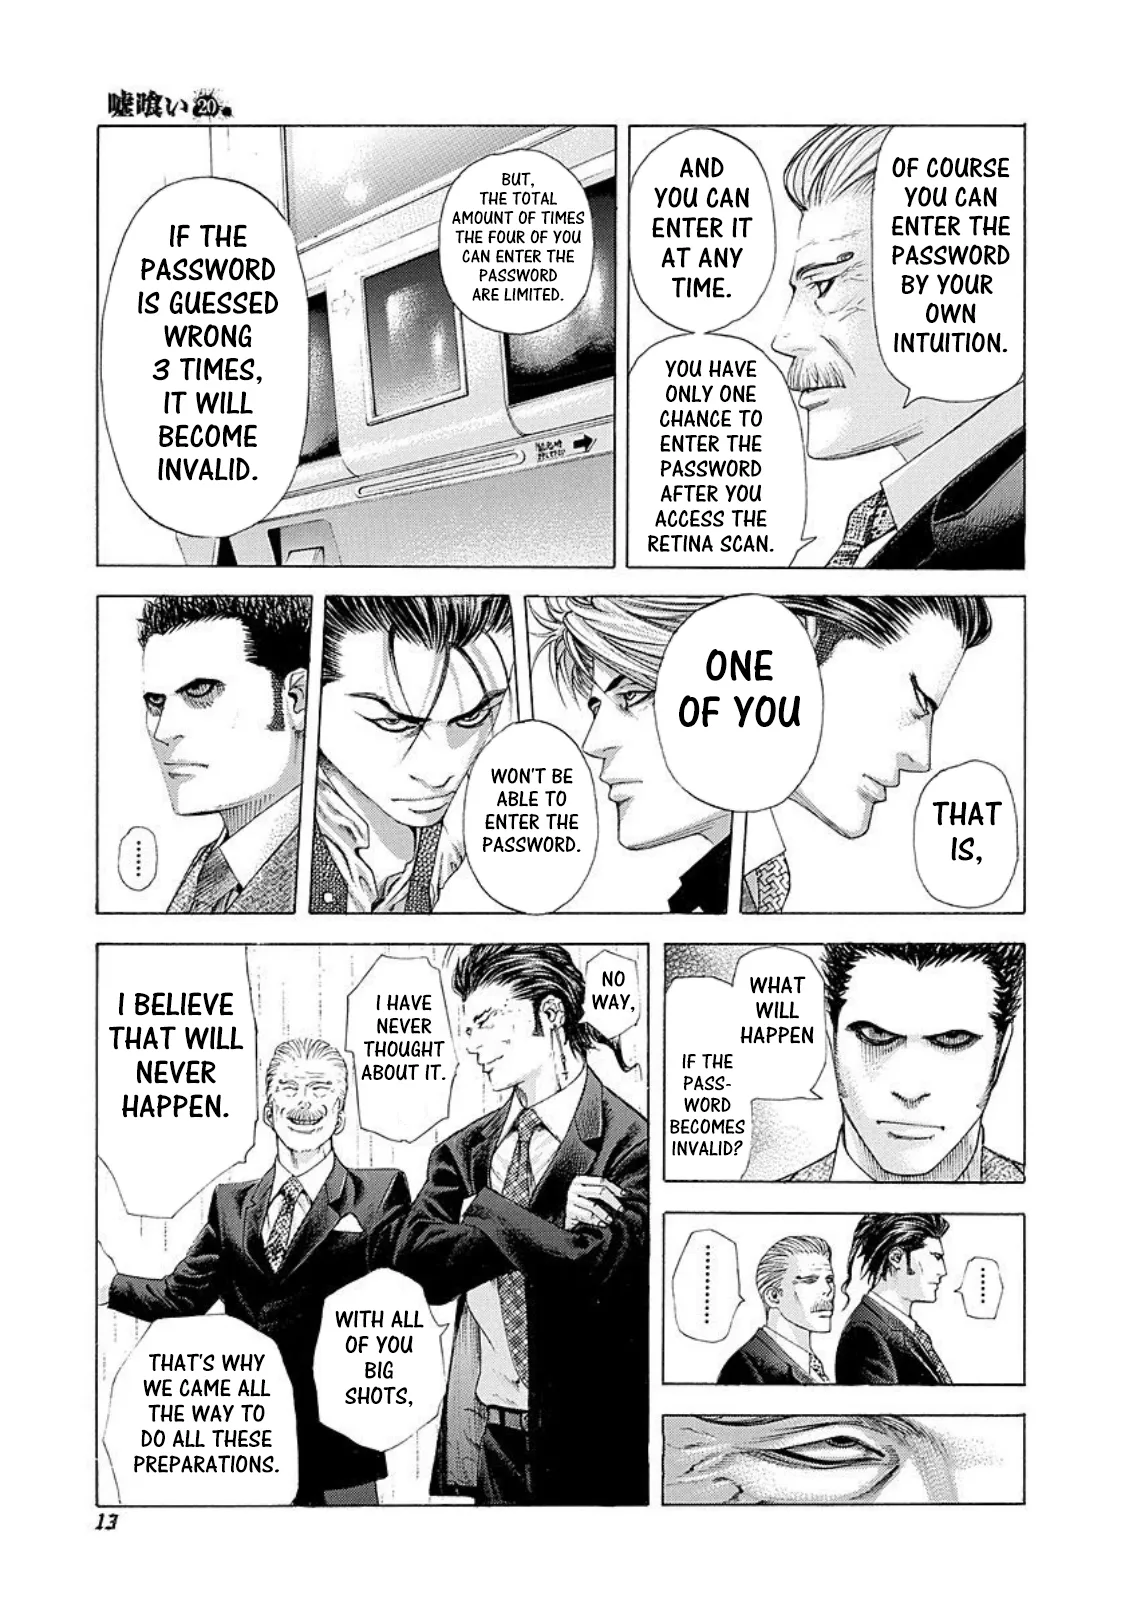 嘘喰い 20
OF COURSE
YOU CAN
ENTER THE
PASSWORD
BY YOUR
OWN
INTUITION.
AND
YOU CAN
ENTER IT
AT ANY
TIME.
YOU HAVE
ONLY ONE
CHANCE TO
ENTER THE
PASSWORD
AFTER YOU
ACCESS THE
RETINA SCAN.
BUT,
THE TOTAL
AMOUNT OF TIMES
THE FOUR OF YOU
CAN ENTER THE
PASSWORD
ARE LIMITED.
IF THE
PASSWORD
IS GUESSED
WRONG
3 TIMES,
IT WILL
BECOME
INVALID.
THAT
IS,
ONE
OF YOU
WON'T BE
ABLE TO
ENTER THE
PASSWORD.
WHAT
WILL
HAPPEN
IF THE
PASS-
WORD
BECOMES
INVALID?
NO
WAY,
I HAVE
NEVER
THOUGHT
ABOUT IT.
I BELIEVE
THAT WILL
NEVER
HAPPEN.
WITH ALL
OF YOU
BIG
SHOTS,
THAT'S WHY
WE CAME ALL
THE WAY TO
DO ALL THESE
PREPARATIONS.
13